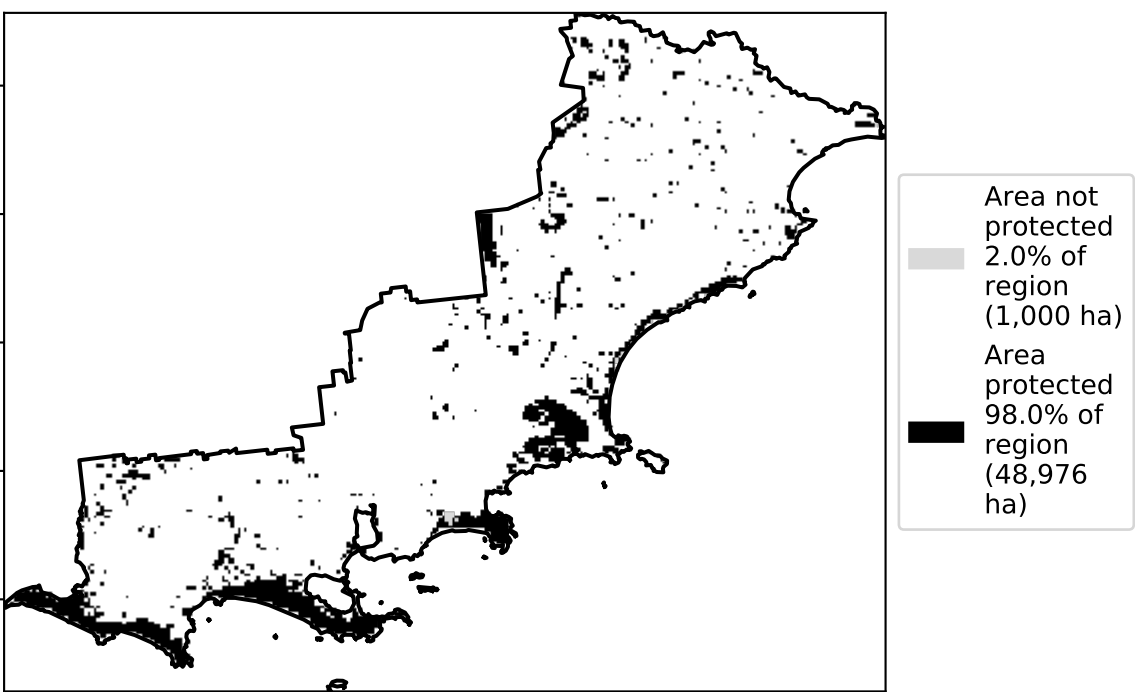 Area not
protected
2.0% of
region
(1,000 ha)
Area
protected
98.0% of
region
(48,976
ha)